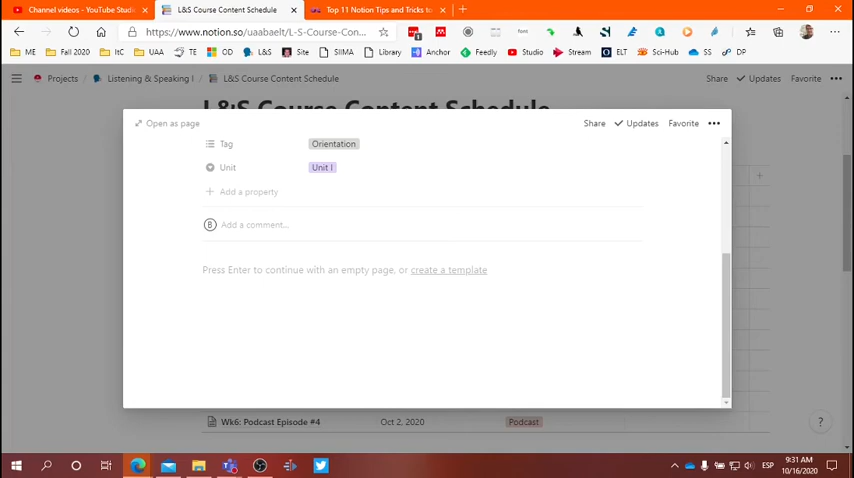 Channel videos - YouTube Studio
L&S Course Content Schedule
Top 11 Notion Tips and Tricks to
https://www.notion.so/uaabaelt/L-S-Course-Con...
ME
Fall 2020
ItC
UAA
TE
OD
L&S
Site
SIIMA
Library
Anchor
Feedly
Studio
Stream
ELT
Sci-Hub
SS
DP
Projects / Listening & Speaking I / L&S Course Content Schedule
Share
Updates
Favorite
L&S Course Content Schedule
Open as page
Share
Updates
Favorite
Tag
Orientation
Unit
Unit I
Add a property
B
Add a comment...
Press Enter to continue with an empty page, or create a template
Wk6: Podcast Episode #4
Oct 2, 2020
Podcast
?
ESP
9:31 AM
10/16/2020